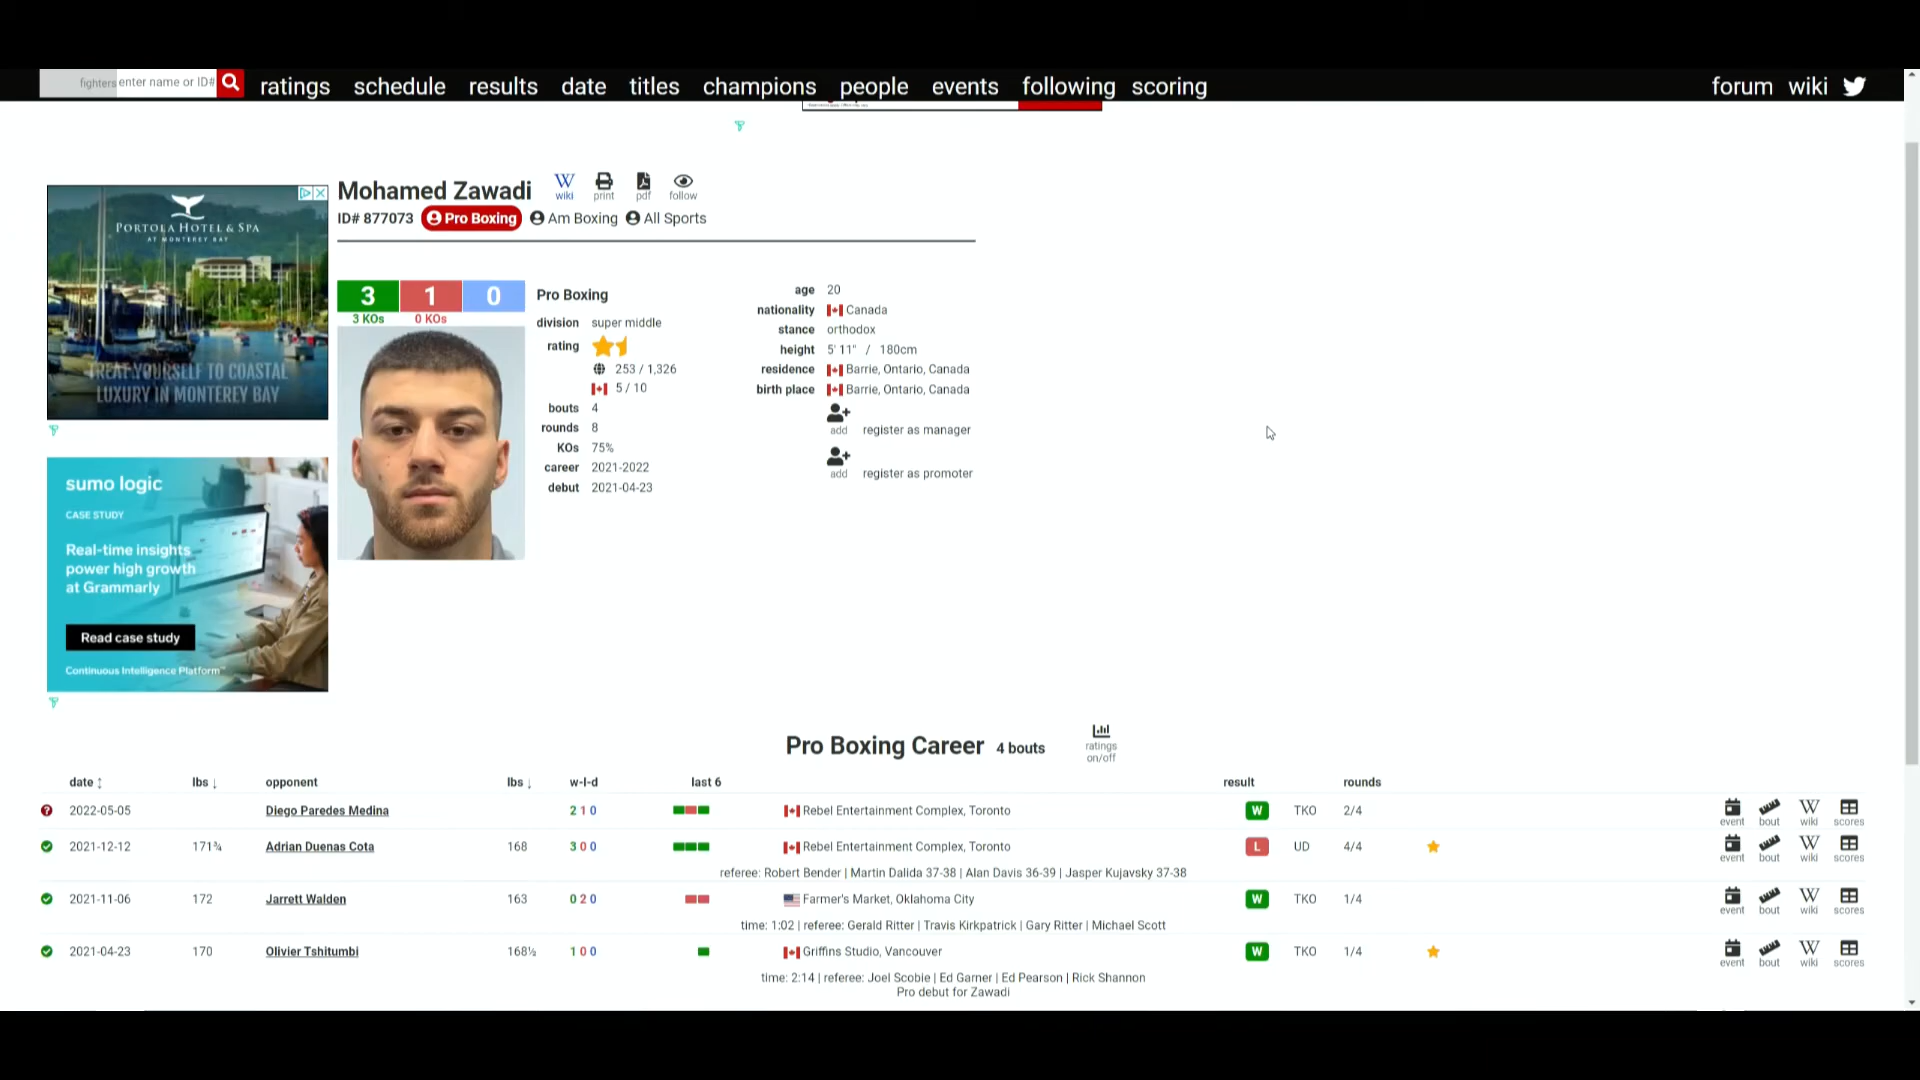 fighters enter name or ID#
ratings schedule results date titles champions people events following scoring forum wiki
Mohamed Zawadi
wiki print pdf follow
ID# 877073 Pro Boxing Am Boxing All Sports
PORTOLA HOTEL & SPA
AT MONTEREY BAY
TREAT YOURSELF TO COASTAL
LUXURY IN MONTEREY BAY
3 1 0
3 KOs 0 KOs
Pro Boxing
division super middle
rating
253 / 1,326
5 / 10
bouts 4
rounds 8
KOs 75%
career 2021-2022
debut 2021-04-23
age 20
nationality Canada
stance orthodox
height 5' 11" / 180cm
residence Barrie, Ontario, Canada
birth place Barrie, Ontario, Canada
add register as manager
add register as promoter
sumo logic
CASE STUDY
Real-time insights
power high growth
at Grammarly
Read case study
Continuous Intelligence Platform™
Pro Boxing Career 4 bouts
ratings
on/off
date lbs opponent lbs w-l-d last 6 result rounds
2022-05-05 Diego Paredes Medina 2 1 0 Rebel Entertainment Complex, Toronto W TKO 2/4
event bout wiki scores
2021-12-12 171¾ Adrian Duenas Cota 168 3 0 0 Rebel Entertainment Complex, Toronto L UD 4/4
event bout wiki scores
referee: Robert Bender | Martin Dalida 37-38 | Alan Davis 36-39 | Jasper Kujavsky 37-38
2021-11-06 172 Jarrett Walden 163 0 2 0 Farmer's Market, Oklahoma City W TKO 1/4
event bout wiki scores
time: 1:02 | referee: Gerald Ritter | Travis Kirkpatrick | Gary Ritter | Michael Scott
2021-04-23 170 Olivier Tshitumbi 168½ 1 0 0 Griffins Studio, Vancouver W TKO 1/4
event bout wiki scores
time: 2:14 | referee: Joel Scobie | Ed Garner | Ed Pearson | Rick Shannon
Pro debut for Zawadi